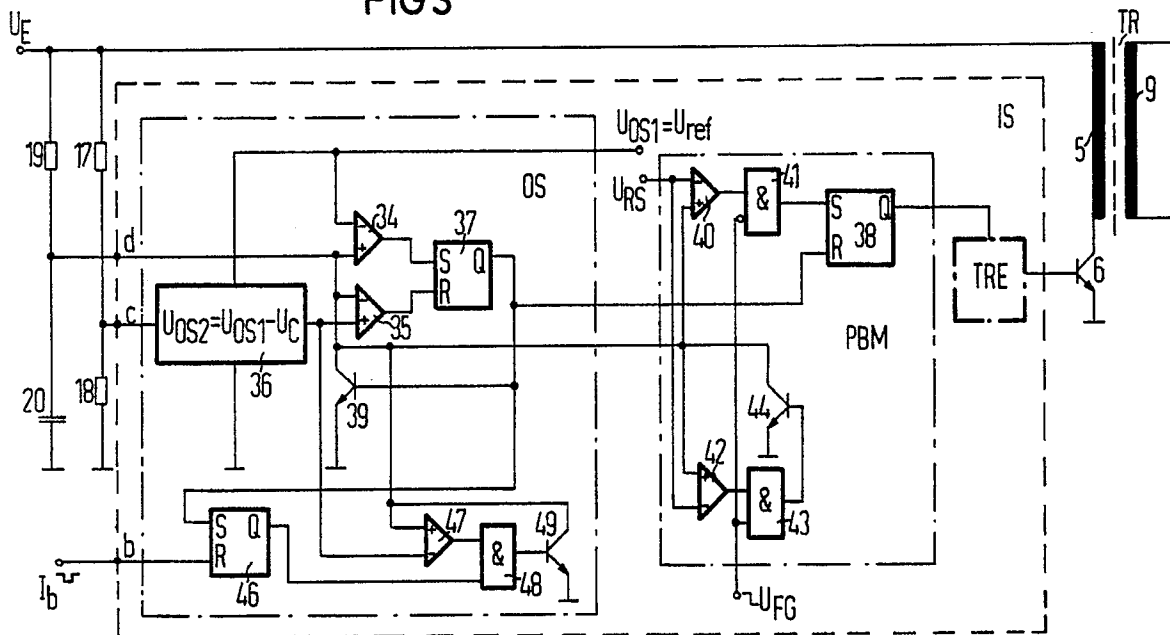 FIG 3
U_E
TR
9
5
IS
19
17
U_OS1=U_ref
U_RS
OS
34
37
S Q
R
d
35
c
U_OS2=U_OS1-U_C
36
18
20
39
40
41
&
S Q
R
38
TRE
6
PBM
44
42
&
43
b
I_b
S Q
R
46
47
&
48
49
U_FG